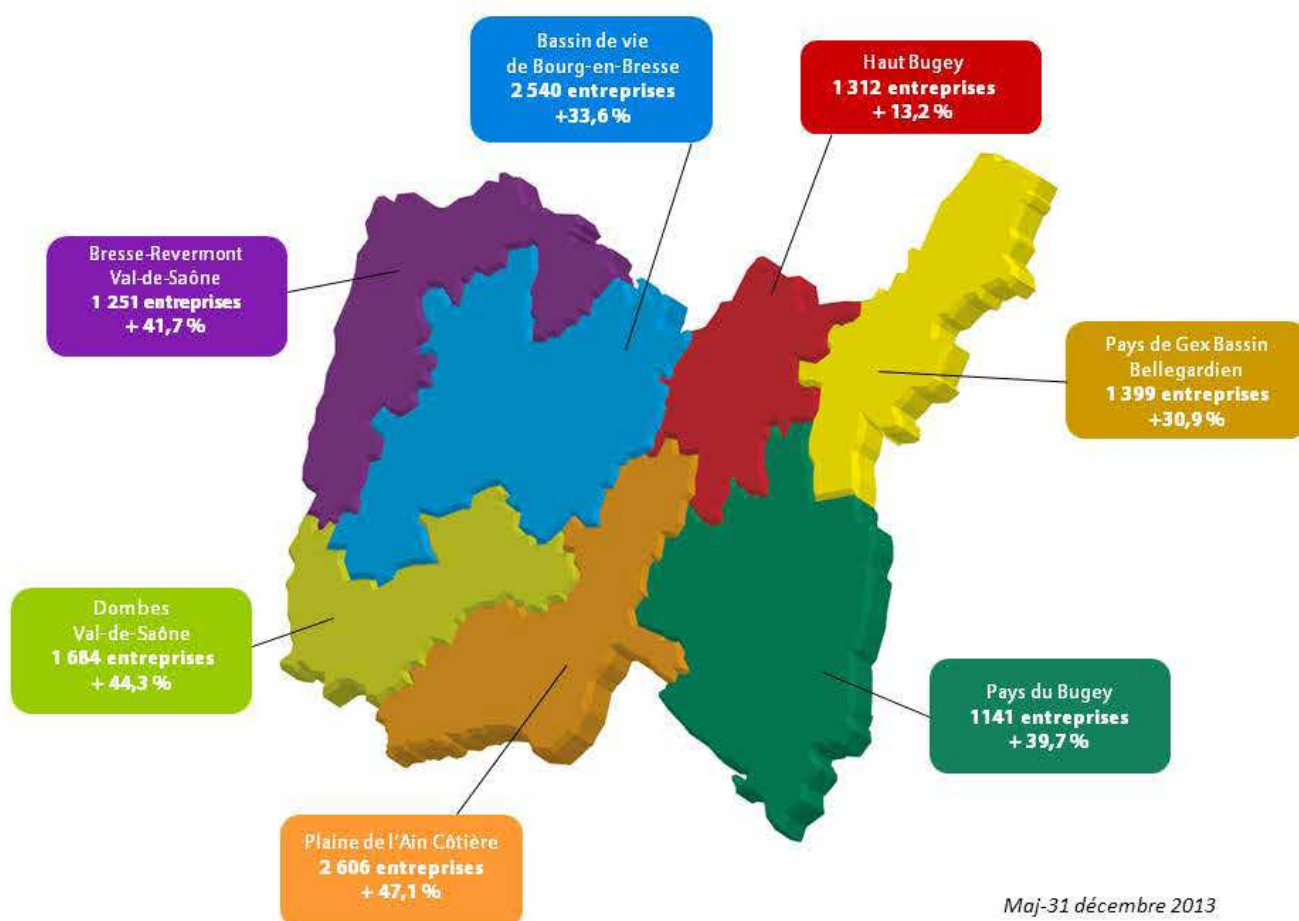 Bassin de vie
de Bourg-en-Bresse
2 540 entreprises
+33,6 %
Haut Bugey
1 312 entreprises
+ 13,2 %
Bresse-Revermont
Val-de-Saône
1 251 entreprises
+ 41,7 %
Pays de Gex Bassin
Bellegardien
1 399 entreprises
+30,9 %
Dombes
Val-de-Saône
1 684 entreprises
+ 44,3 %
Pays du Bugey
1141 entreprises
+ 39,7 %
Plaine de l'Ain Côtière
2 606 entreprises
+ 47,1 %
Maj-31 décembre 2013